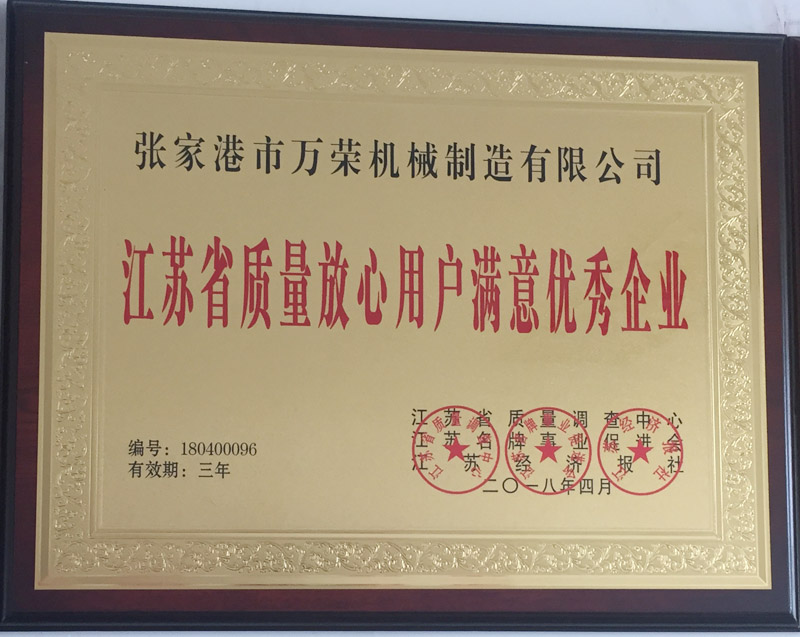 张家港市万荣机械制造有限公司
江苏省质量放心用户满意优秀企业
江苏省质量调查中心
江苏名牌事业促进会
江苏经济报社
二〇一八年四月
编号：180400096
有效期：三年